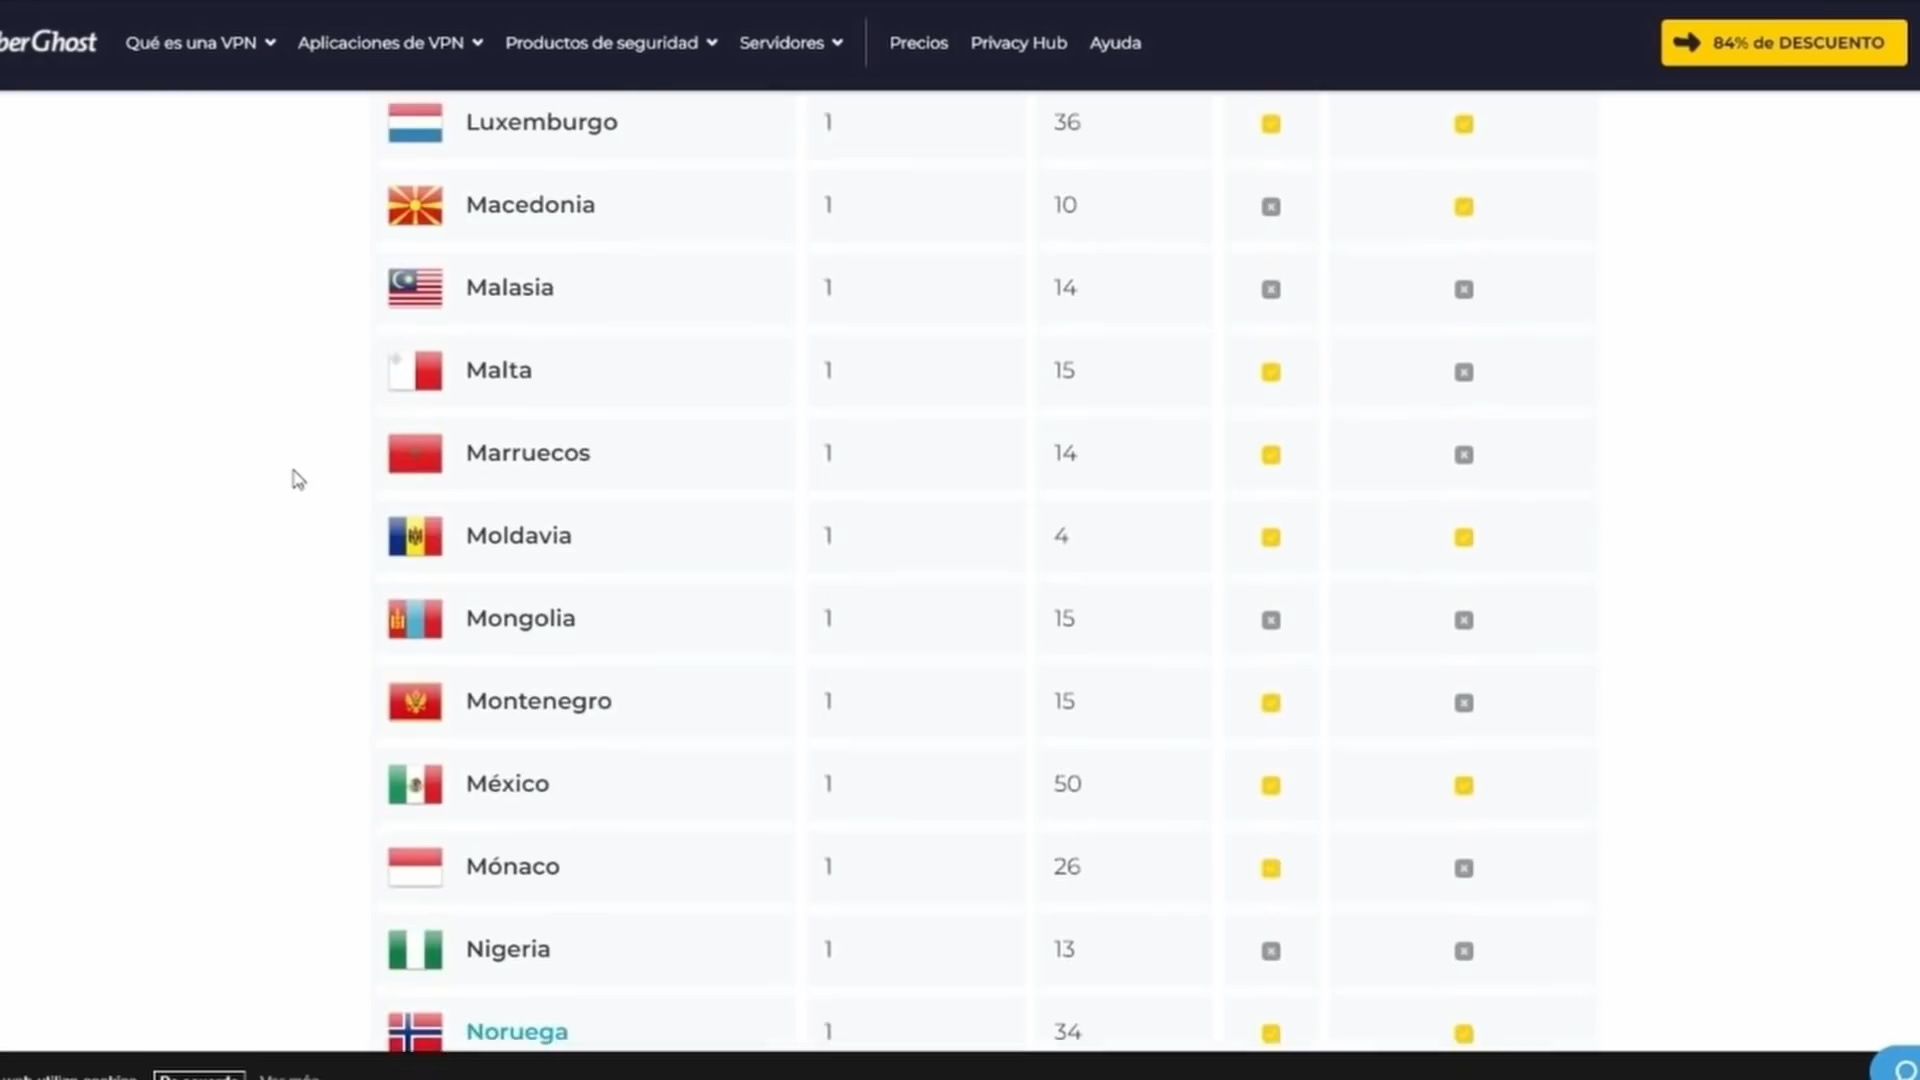 berGhost Qué es una VPN Aplicaciones de VPN Productos de seguridad Servidores Precios Privacy Hub Ayuda 84% de DESCUENTO
Luxemburgo 1 36
Macedonia 1 10
Malasia 1 14
Malta 1 15
Marruecos 1 14
Moldavia 1 4
Mongolia 1 15
Montenegro 1 15
México 1 50
Mónaco 1 26
Nigeria 1 13
Noruega 1 34